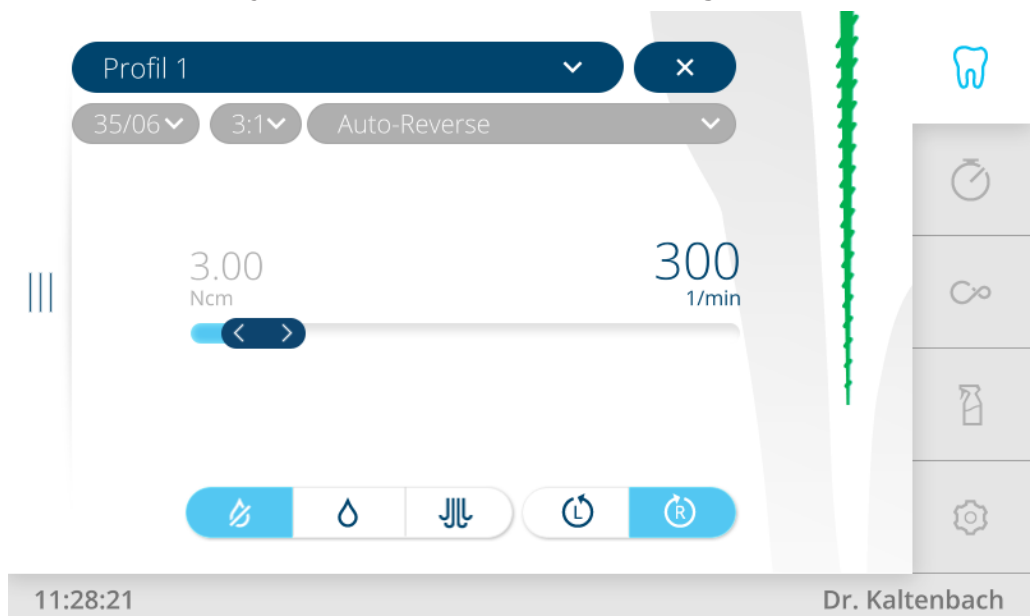 Profil 1
35/06 3:1 Auto-Reverse
3.00 300
Ncm 1/min
L R
11:28:21 Dr. Kaltenbach